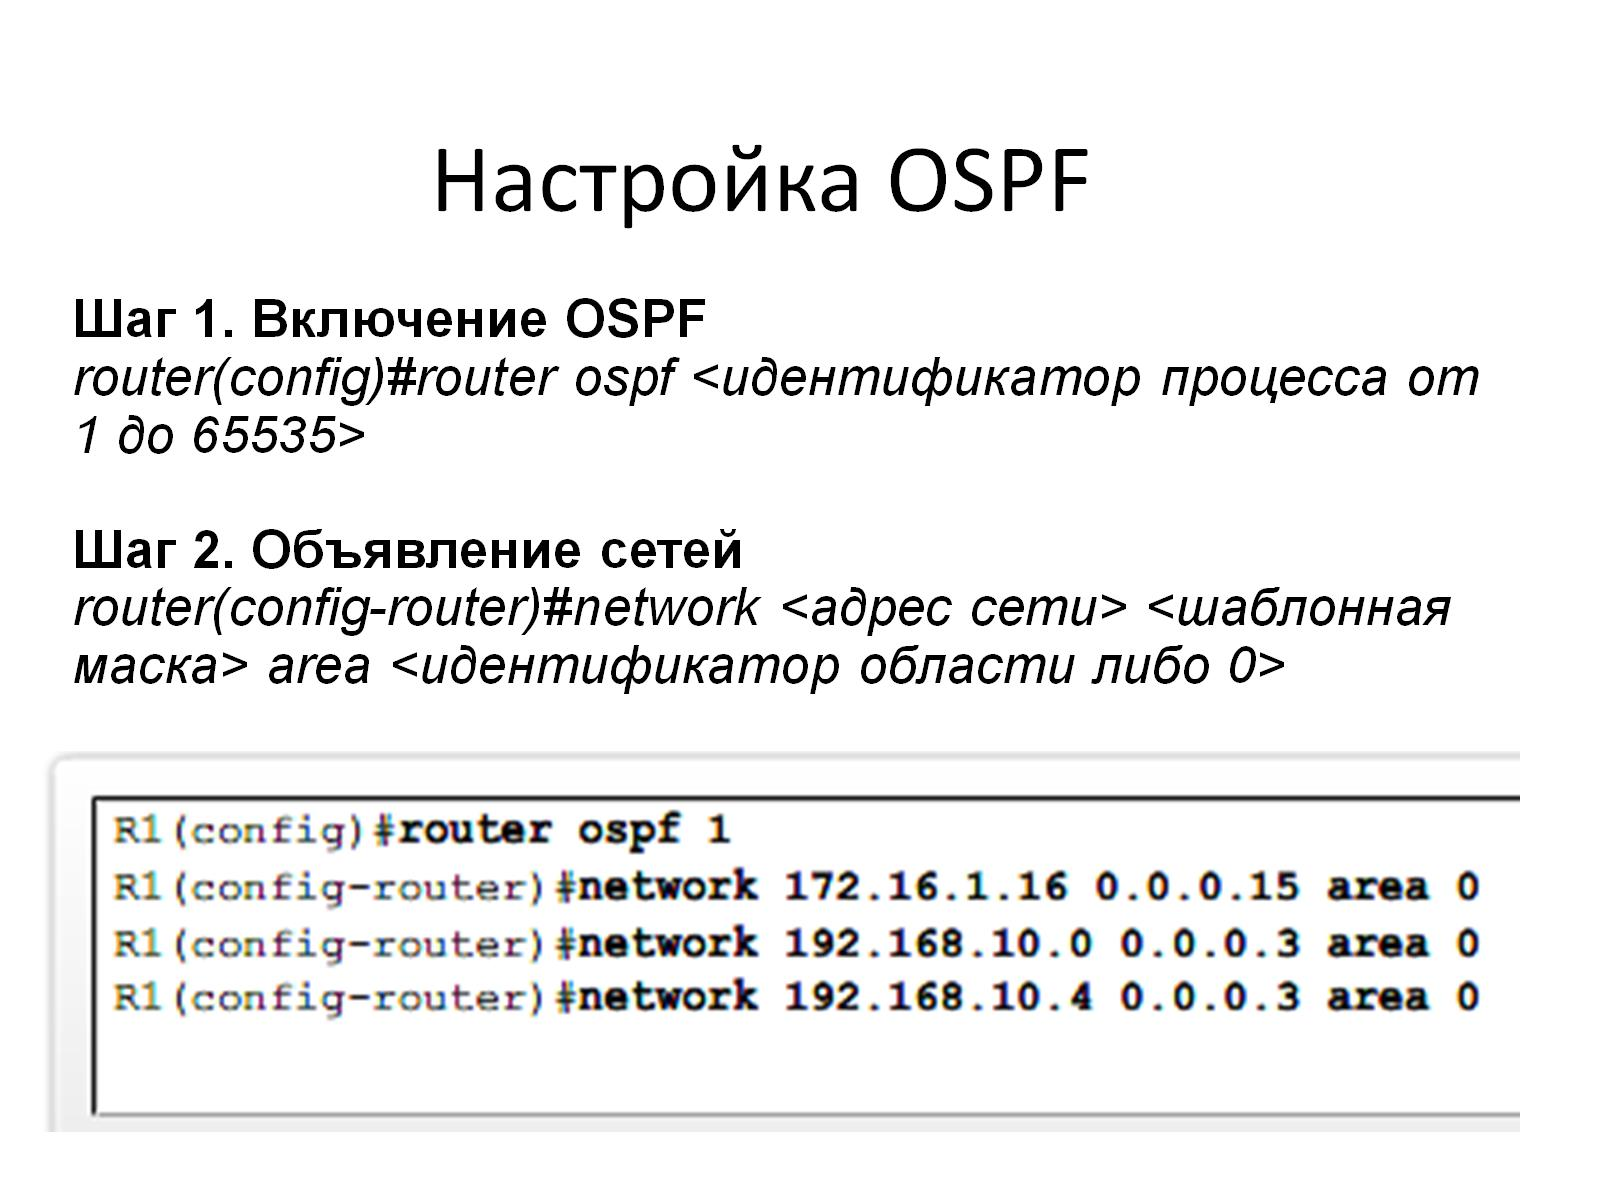 Настройка OSPF
Шаг 1. Включение OSPF
router(config)#router ospf <идентификатор процесса от
1 до 65535>
Шаг 2. Объявление сетей
router(config-router)#network <адрес сети> <шаблонная
маска> area <идентификатор области либо 0>
R1(config)#router ospf 1
R1(config-router)#network 172.16.1.16 0.0.0.15 area 0
R1(config-router)#network 192.168.10.0 0.0.0.3 area 0
R1(config-router)#network 192.168.10.4 0.0.0.3 area 0